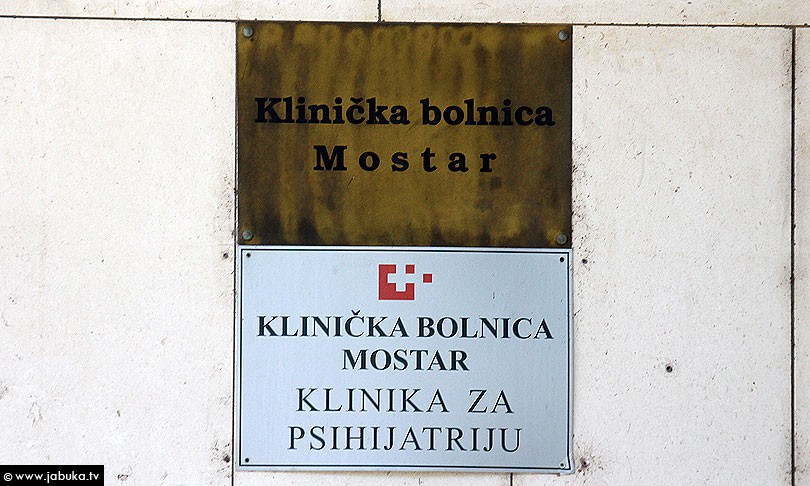 Klinička bolnica
Mostar
KLINIČKA BOLNICA
MOSTAR
KLINIKA ZA
PSIHIJATRIJU
© www.jabuka.tv